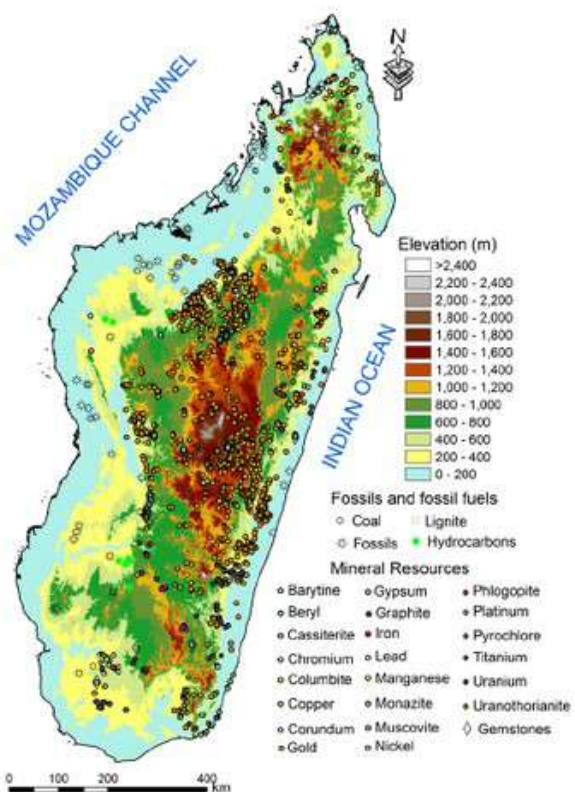 N
MOZAMBIQUE CHANNEL
INDIAN OCEAN
Elevation (m)
>2,400
2,200 - 2,400
2,000 - 2,200
1,800 - 2,000
1,600 - 1,800
1,400 - 1,600
1,200 - 1,400
1,000 - 1,200
800 - 1,000
600 - 800
400 - 600
200 - 400
0 - 200
Fossils and fossil fuels
Coal
Lignite
Fossils
Hydrocarbons
Mineral Resources
Barytine
Gypsum
Phlogopite
Beryl
Graphite
Platinum
Cassiterite
Iron
Pyrochlore
Chromium
Lead
Titanium
Columbite
Manganese
Uranium
Copper
Monazite
Uranothorianite
Corundum
Muscovite
Gemstones
Gold
Nickel
0 100 200 400
km